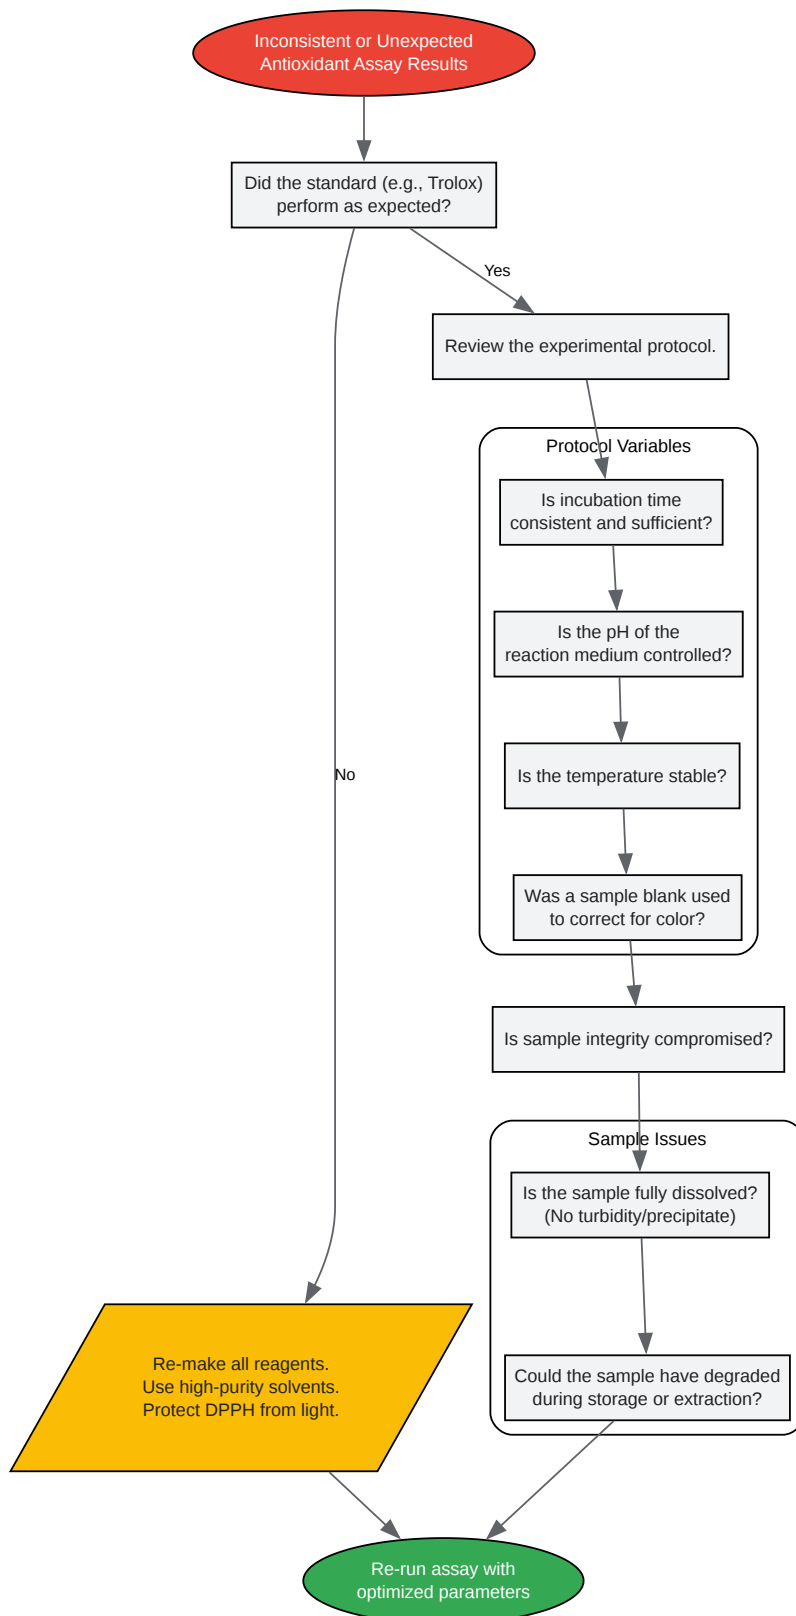 Inconsistent or Unexpected
Antioxidant Assay Results
Did the standard (e.g., Trolox)
perform as expected?
Yes
Review the experimental protocol.
Protocol Variables
Is incubation time
consistent and sufficient?
Is the pH of the
reaction medium controlled?
Is the temperature stable?
No
Was a sample blank used
to correct for color?
Is sample integrity compromised?
Sample Issues
Is the sample fully dissolved?
(No turbidity/precipitate)
Could the sample have degraded
during storage or extraction?
Re-make all reagents.
Use high-purity solvents.
Protect DPPH from light.
Re-run assay with
optimized parameters